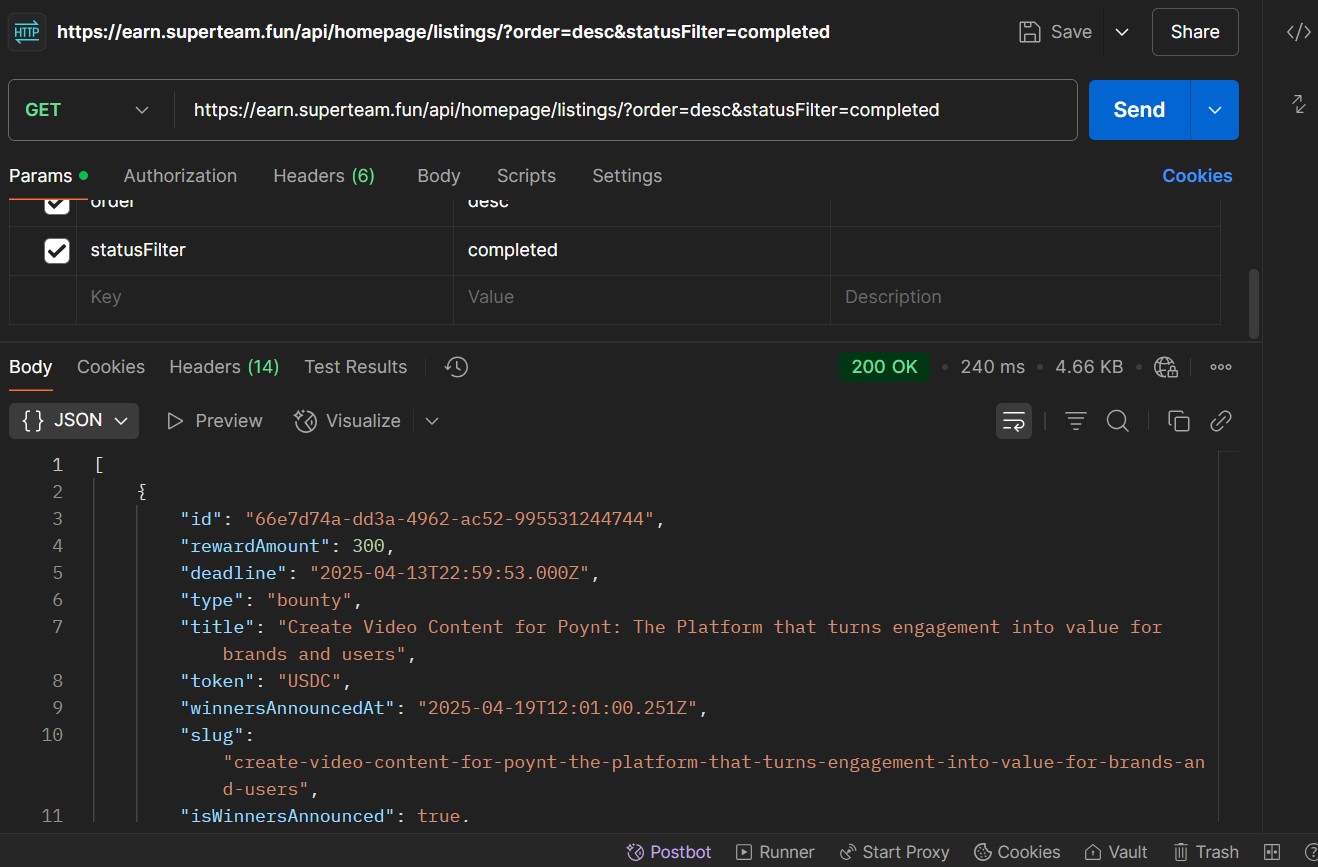 HTTP https://earn.superteam.fun/api/homepage/listings/?order=desc&statusFilter=completed Save Share
GET https://earn.superteam.fun/api/homepage/listings/?order=desc&statusFilter=completed Send
Params Authorization Headers (6) Body Scripts Settings Cookies
order desc
statusFilter completed
Key Value Description
Body Cookies Headers (14) Test Results 200 OK • 240 ms • 4.66 KB •
{} JSON Preview Visualize
1 [
2 {
3 "id": "66e7d74a-dd3a-4962-ac52-995531244744",
4 "rewardAmount": 300,
5 "deadline": "2025-04-13T22:59:53.000Z",
6 "type": "bounty",
7 "title": "Create Video Content for Poynt: The Platform that turns engagement into value for
brands and users",
8 "token": "USDC",
9 "winnersAnnouncedAt": "2025-04-19T12:01:00.251Z",
10 "slug":
"create-video-content-for-poynt-the-platform-that-turns-engagement-into-value-for-brands-an
d-users",
11 "isWinnersAnnounced": true,
Postbot Runner Start Proxy Cookies Vault Trash